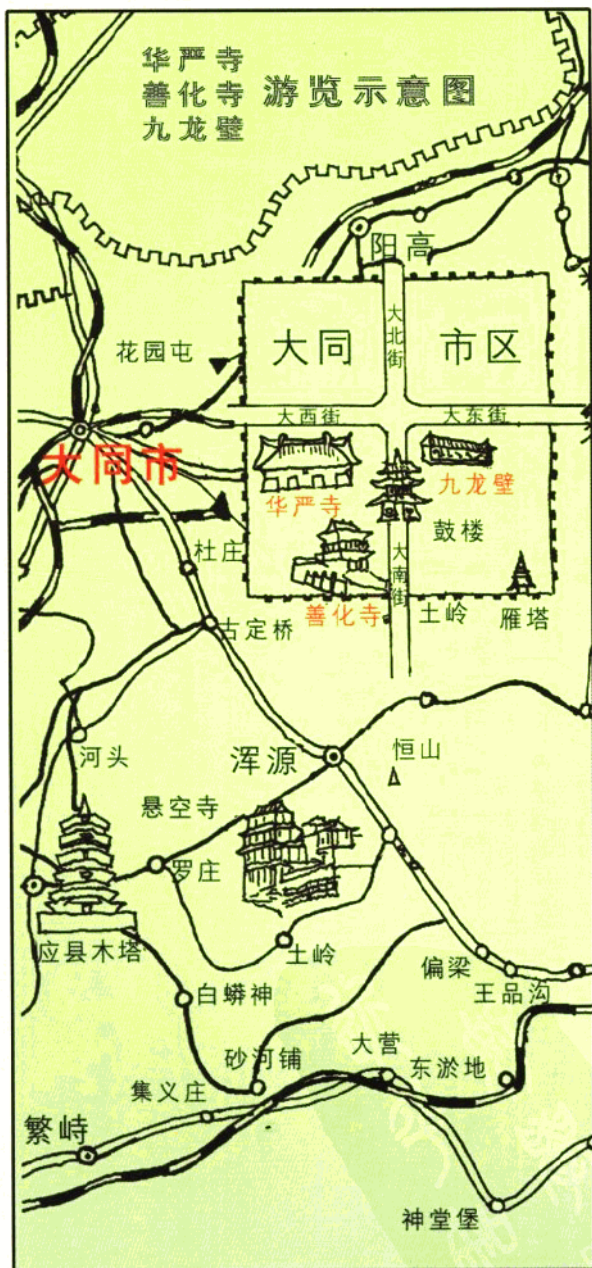 华严寺
善化寺
九龙壁
游览示意图
阳高
大北街
大同
市区
花园屯
大西街
大东街
大同市
华严寺
九龙壁
鼓楼
杜庄
大南街
善化寺
土岭
雁塔
古定桥
河头
浑源
恒山
悬空寺
罗庄
应县木塔
土岭
偏梁
王品沟
白蟒神
砂河铺
大营
东淤地
集义庄
繁峙
神堂堡